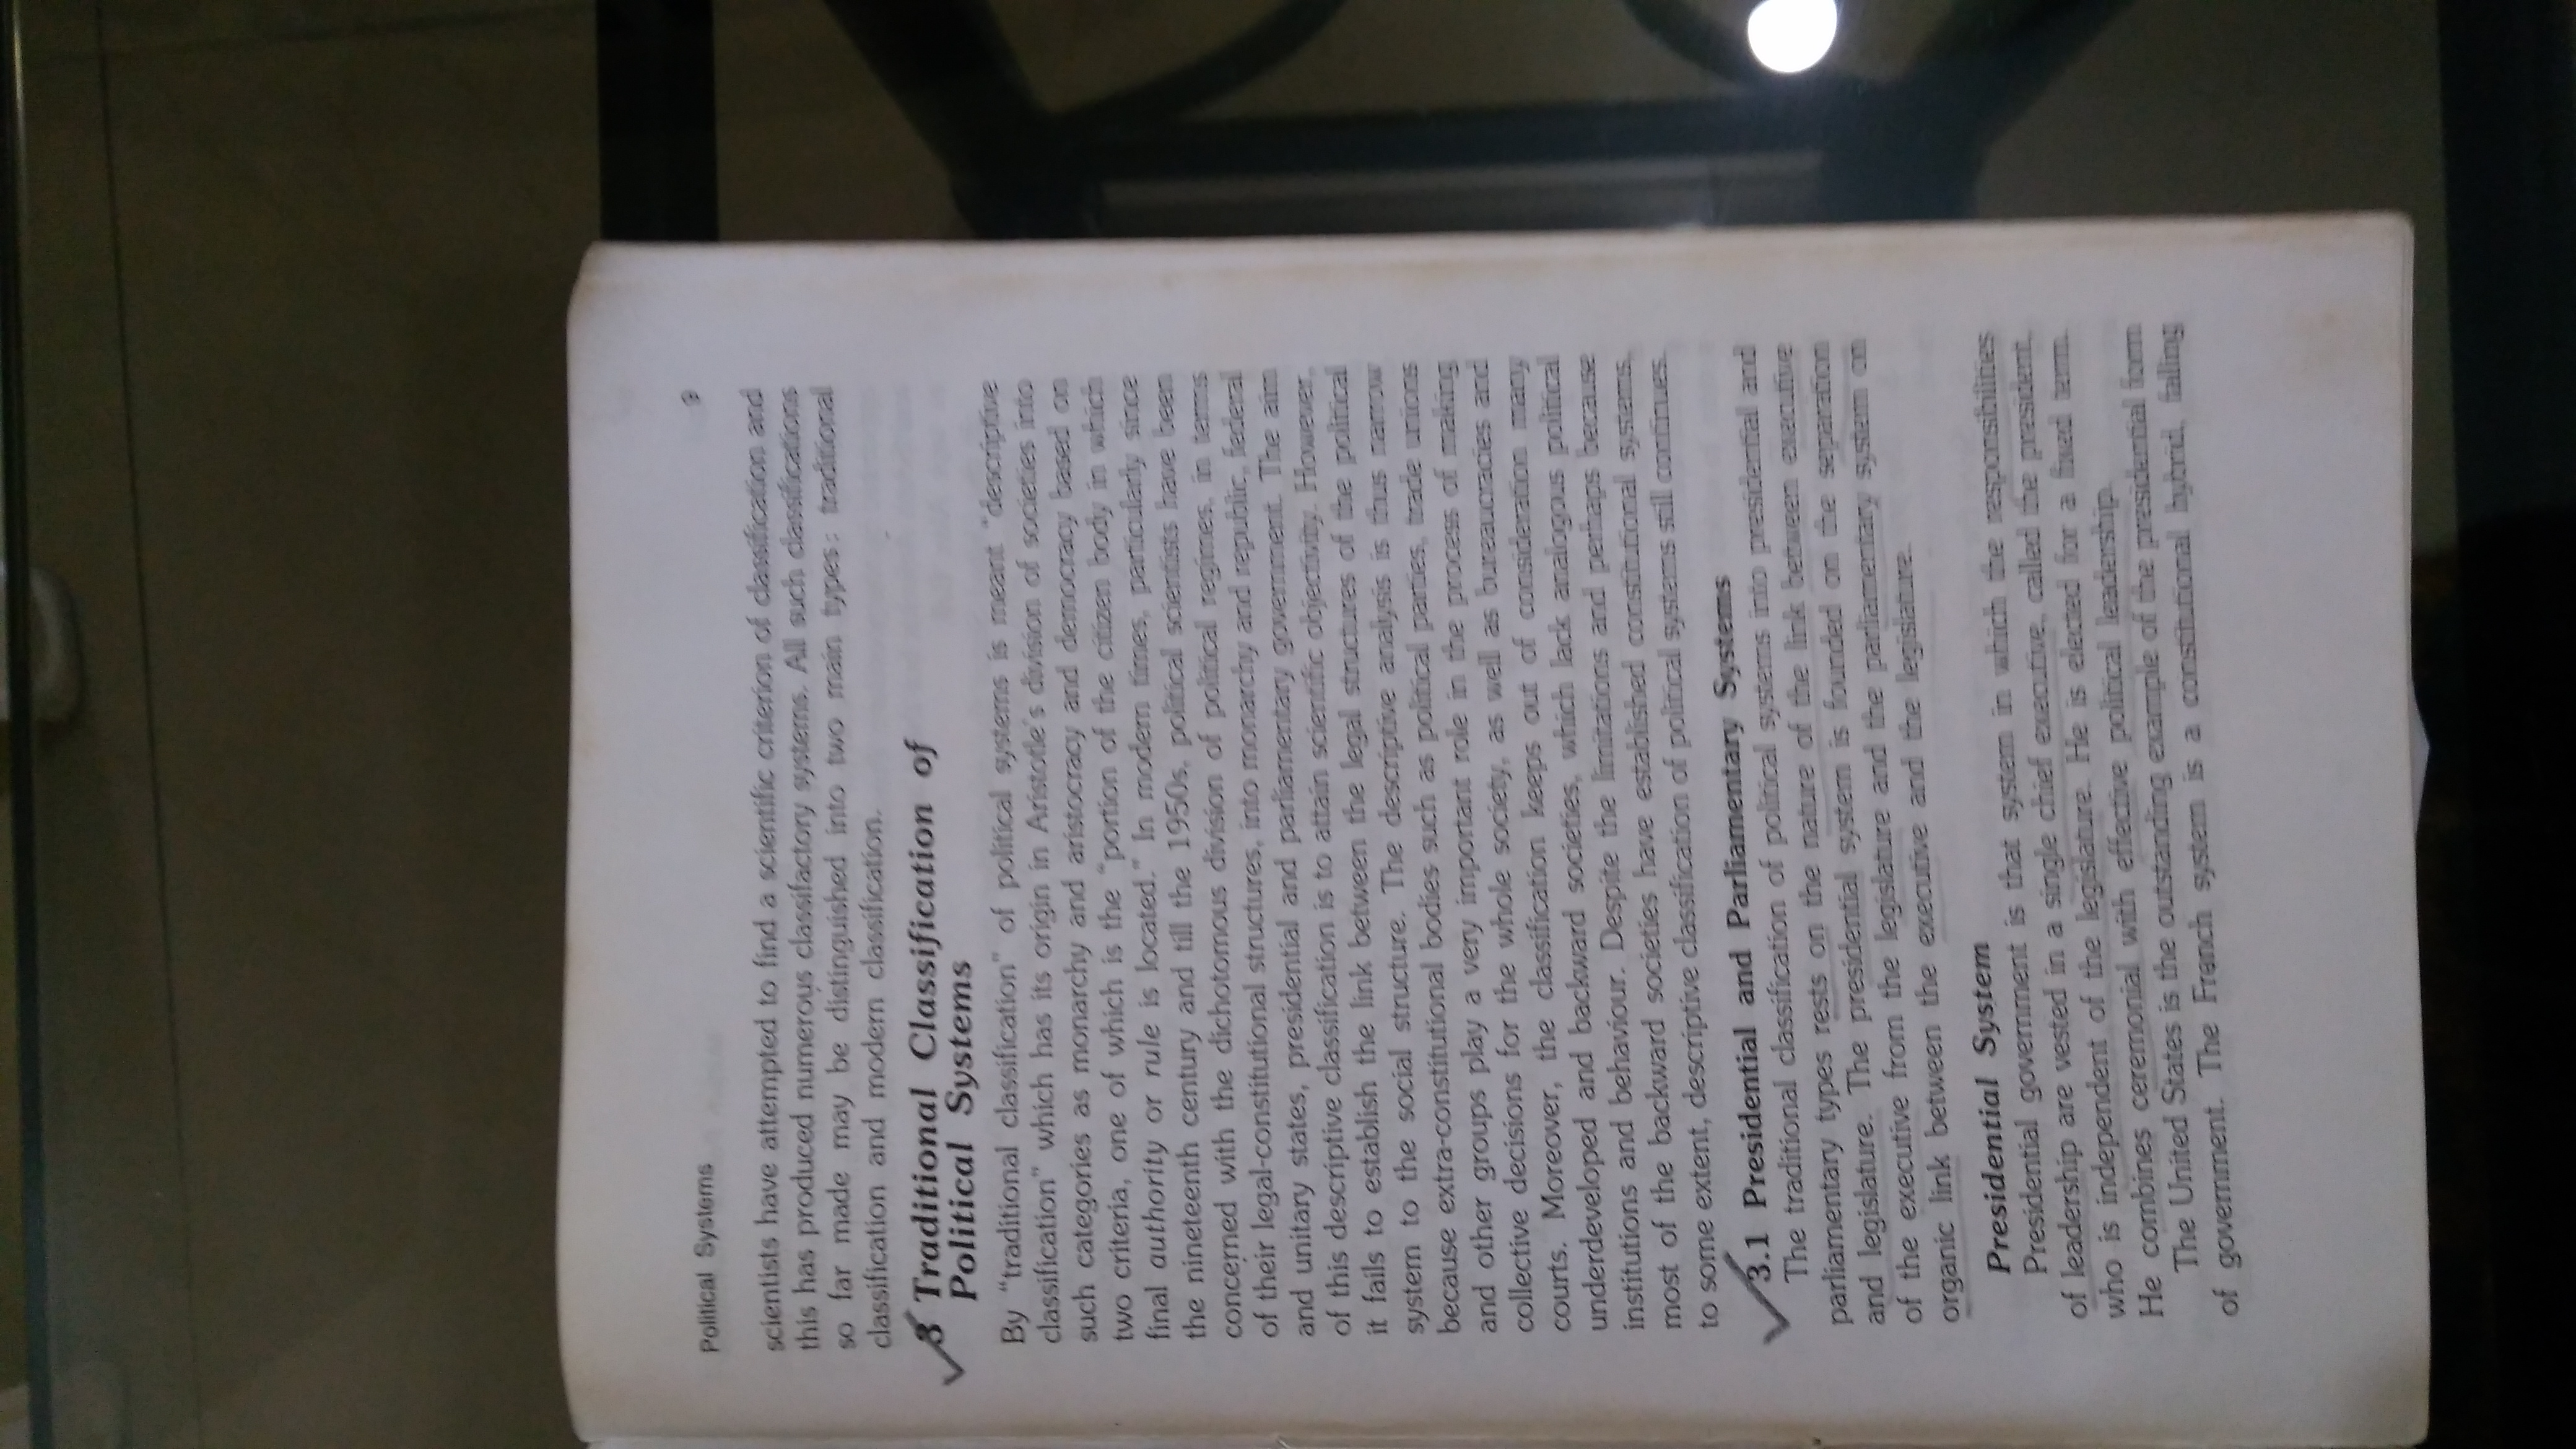 Political Systems 9
scientists have attempted to find a scientific criterion of classification and
this has produced numerous classifactory systems. All such classifications
so far made may be distinguished into two main types: traditional
classification and modern classification.
3 Traditional Classification of
Political Systems
By "traditional classification" of political systems is meant "descriptive
classification" which has its origin in Aristotle's division of societies into
such categories as monarchy and aristocracy and democracy based on
two criteria, one of which is the "portion of the citizen body in which
final authority or rule is located." In modern times, particularly since
the nineteenth century and till the 1950s, political scientists have been
concerned with the dichotomous division of political regimes, in terms
of their legal-constitutional structures, into monarchy and republic, federal
and unitary states, presidential and parliamentary government. The aim
of this descriptive classification is to attain scientific objectivity. However,
it fails to establish the link between the legal structures of the political
system to the social structure. The descriptive analysis is thus narrow
because extra-constitutional bodies such as political parties, trade unions
and other groups play a very important role in the process of making
collective decisions for the whole society, as well as bureaucracies and
courts. Moreover, the classification keeps out of consideration many
underdeveloped and backward societies, which lack analogous political
institutions and behaviour. Despite the limitations and perhaps because
most of the backward societies have established constitutional systems,
to some extent, descriptive classification of political systems still continues.
3.1 Presidential and Parliamentary Systems
The traditional classification of political systems into presidential and
parliamentary types rests on the nature of the link between executive
and legislature. The presidential system is founded on the separation
of the executive from the legislature and the parliamentary system on
organic link between the executive and the legislature.
Presidential System
Presidential government is that system in which the responsibilities
of leadership are vested in a single chief executive, called the president,
who is independent of the legislature. He is elected for a fixed term.
He combines ceremonial with effective political leadership.
The United States is the outstanding example of the presidential form
of government. The French system is a constitutional hybrid, falling